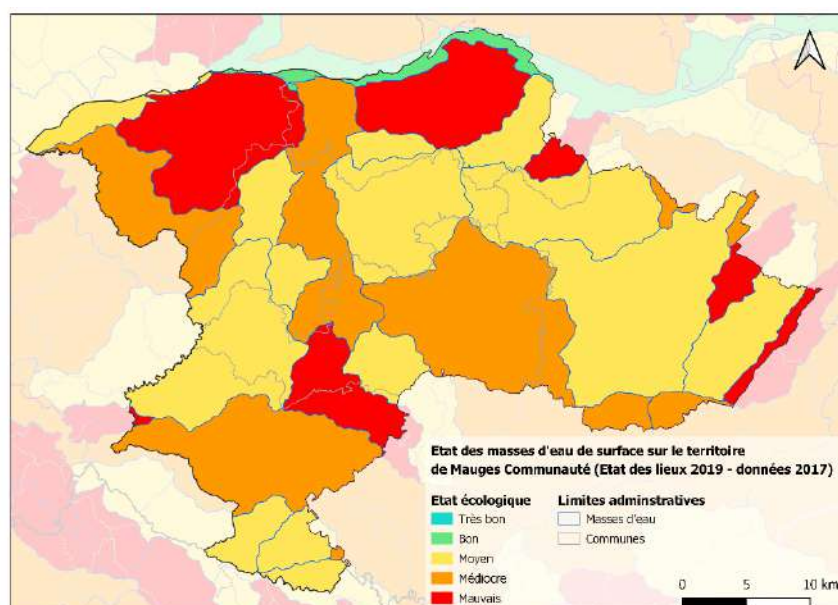 Etat des masses d'eau de surface sur le territoire
de Mauges Communauté (Etat des lieux 2019 - données 2017)
Etat écologique
Très bon
Bon
Moyen
Médiocre
Mauvais
Limites adminstratives
Masses d'eau
Communes
0 5 10 km